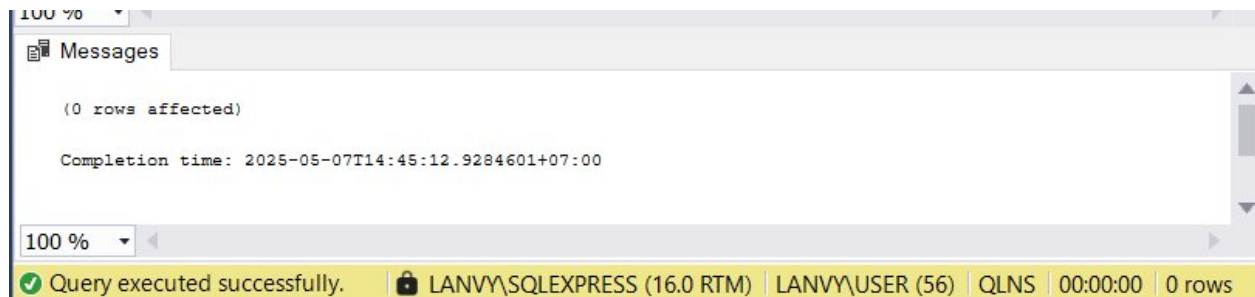 100 %
Messages
(0 rows affected)
Completion time: 2025-05-07T14:45:12.9284601+07:00
100 %
Query executed successfully. LANVY\SQLEXPRESS (16.0 RTM) LANVY\USER (56) QLNS 00:00:00 0 rows